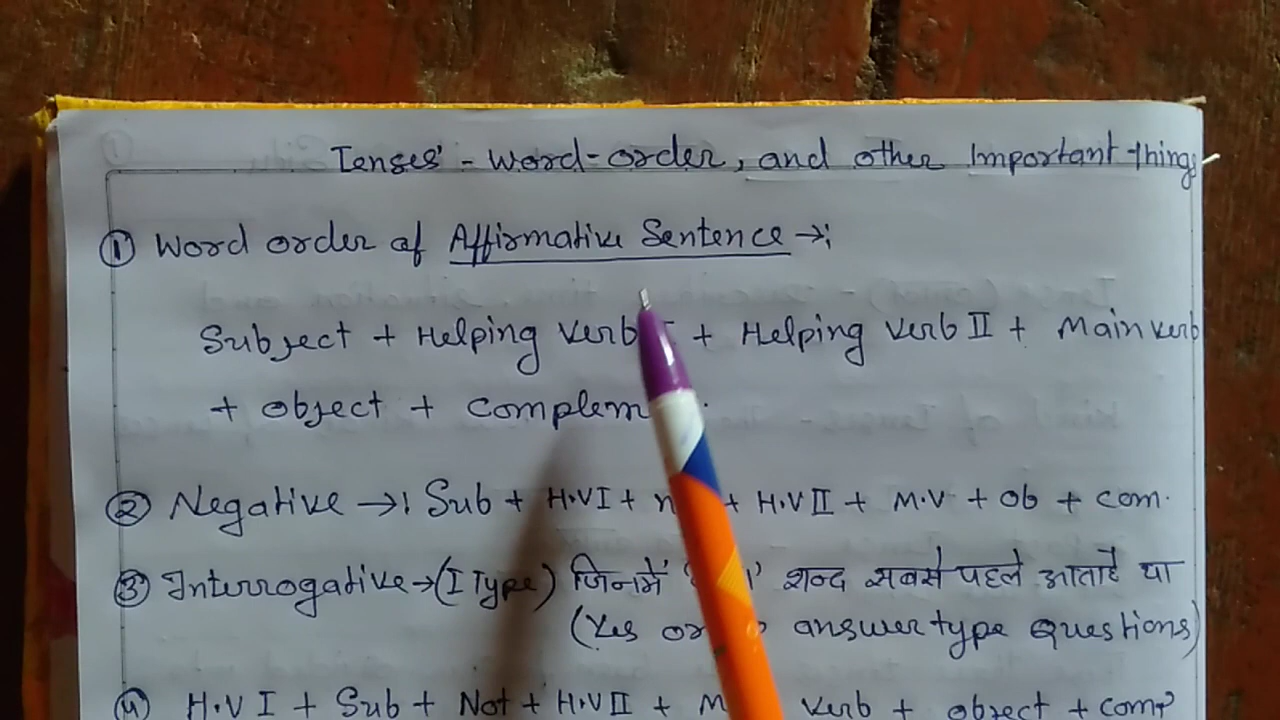 Tenses' - Word-order, and other Important things
① Word order of Affirmative Sentence →;
Subject + Helping Verb + Helping Verb II + Main verb
+ object + Complem
② Negative → : Sub + H.V I + + H.V II + M.V + Ob + com.
③ Interrogative → (I Type) जिनमें शब्द सबसे पहले आता है या
(Yes or answer type questions)
④ H.V I + Sub + Not + H.V II + M verb + object + com?